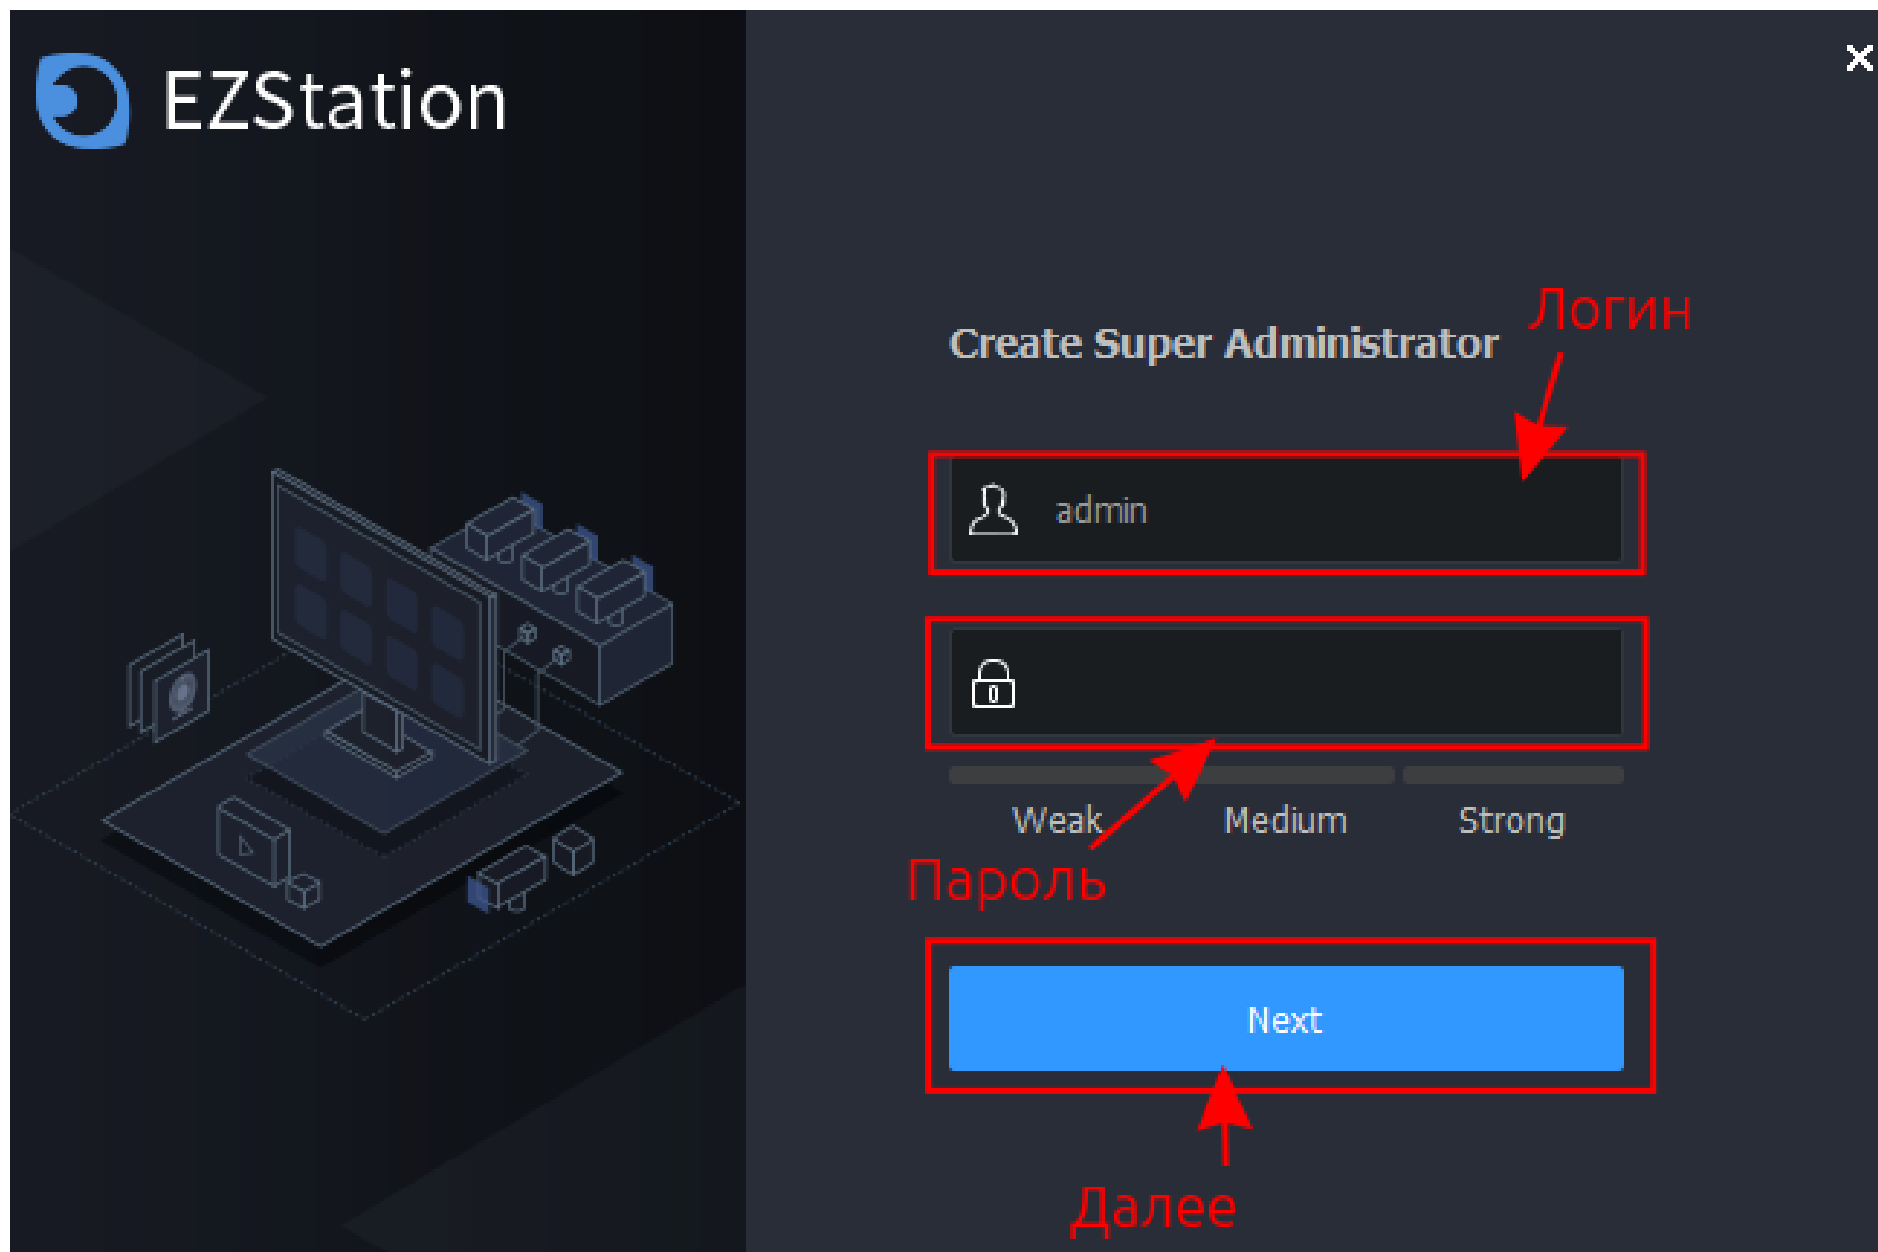 EZStation
Логин
Create Super Administrator
admin
Weak Medium Strong
Пароль
Next
Далее